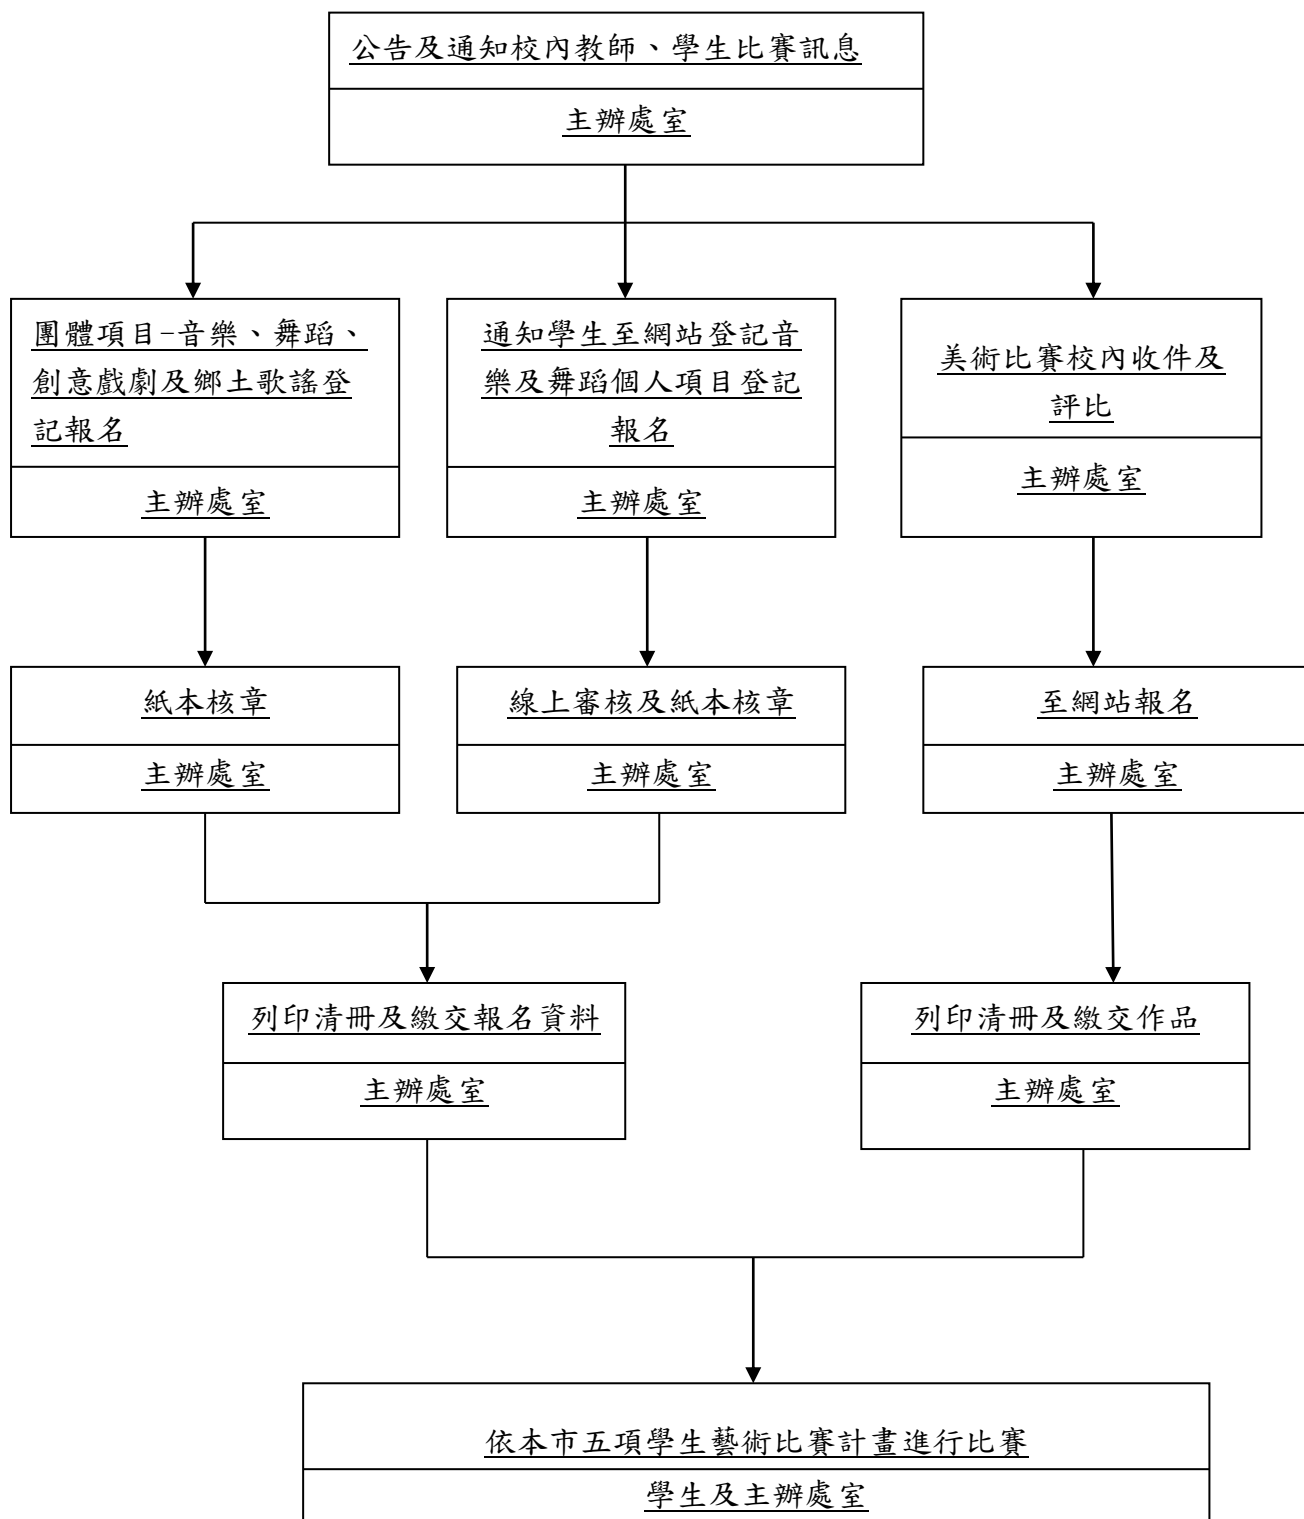 公告及通知校內教師、學生比賽訊息
主辦處室
團體項目-音樂、舞蹈、
創意戲劇及鄉土歌謠登
記報名
主辦處室
通知學生至網站登記音
樂及舞蹈個人項目登記
報名
主辦處室
美術比賽校內收件及
評比
主辦處室
紙本核章
主辦處室
線上審核及紙本核章
主辦處室
至網站報名
主辦處室
列印清冊及繳交報名資料
主辦處室
列印清冊及繳交作品
主辦處室
依本市五項學生藝術比賽計畫進行比賽
學生及主辦處室